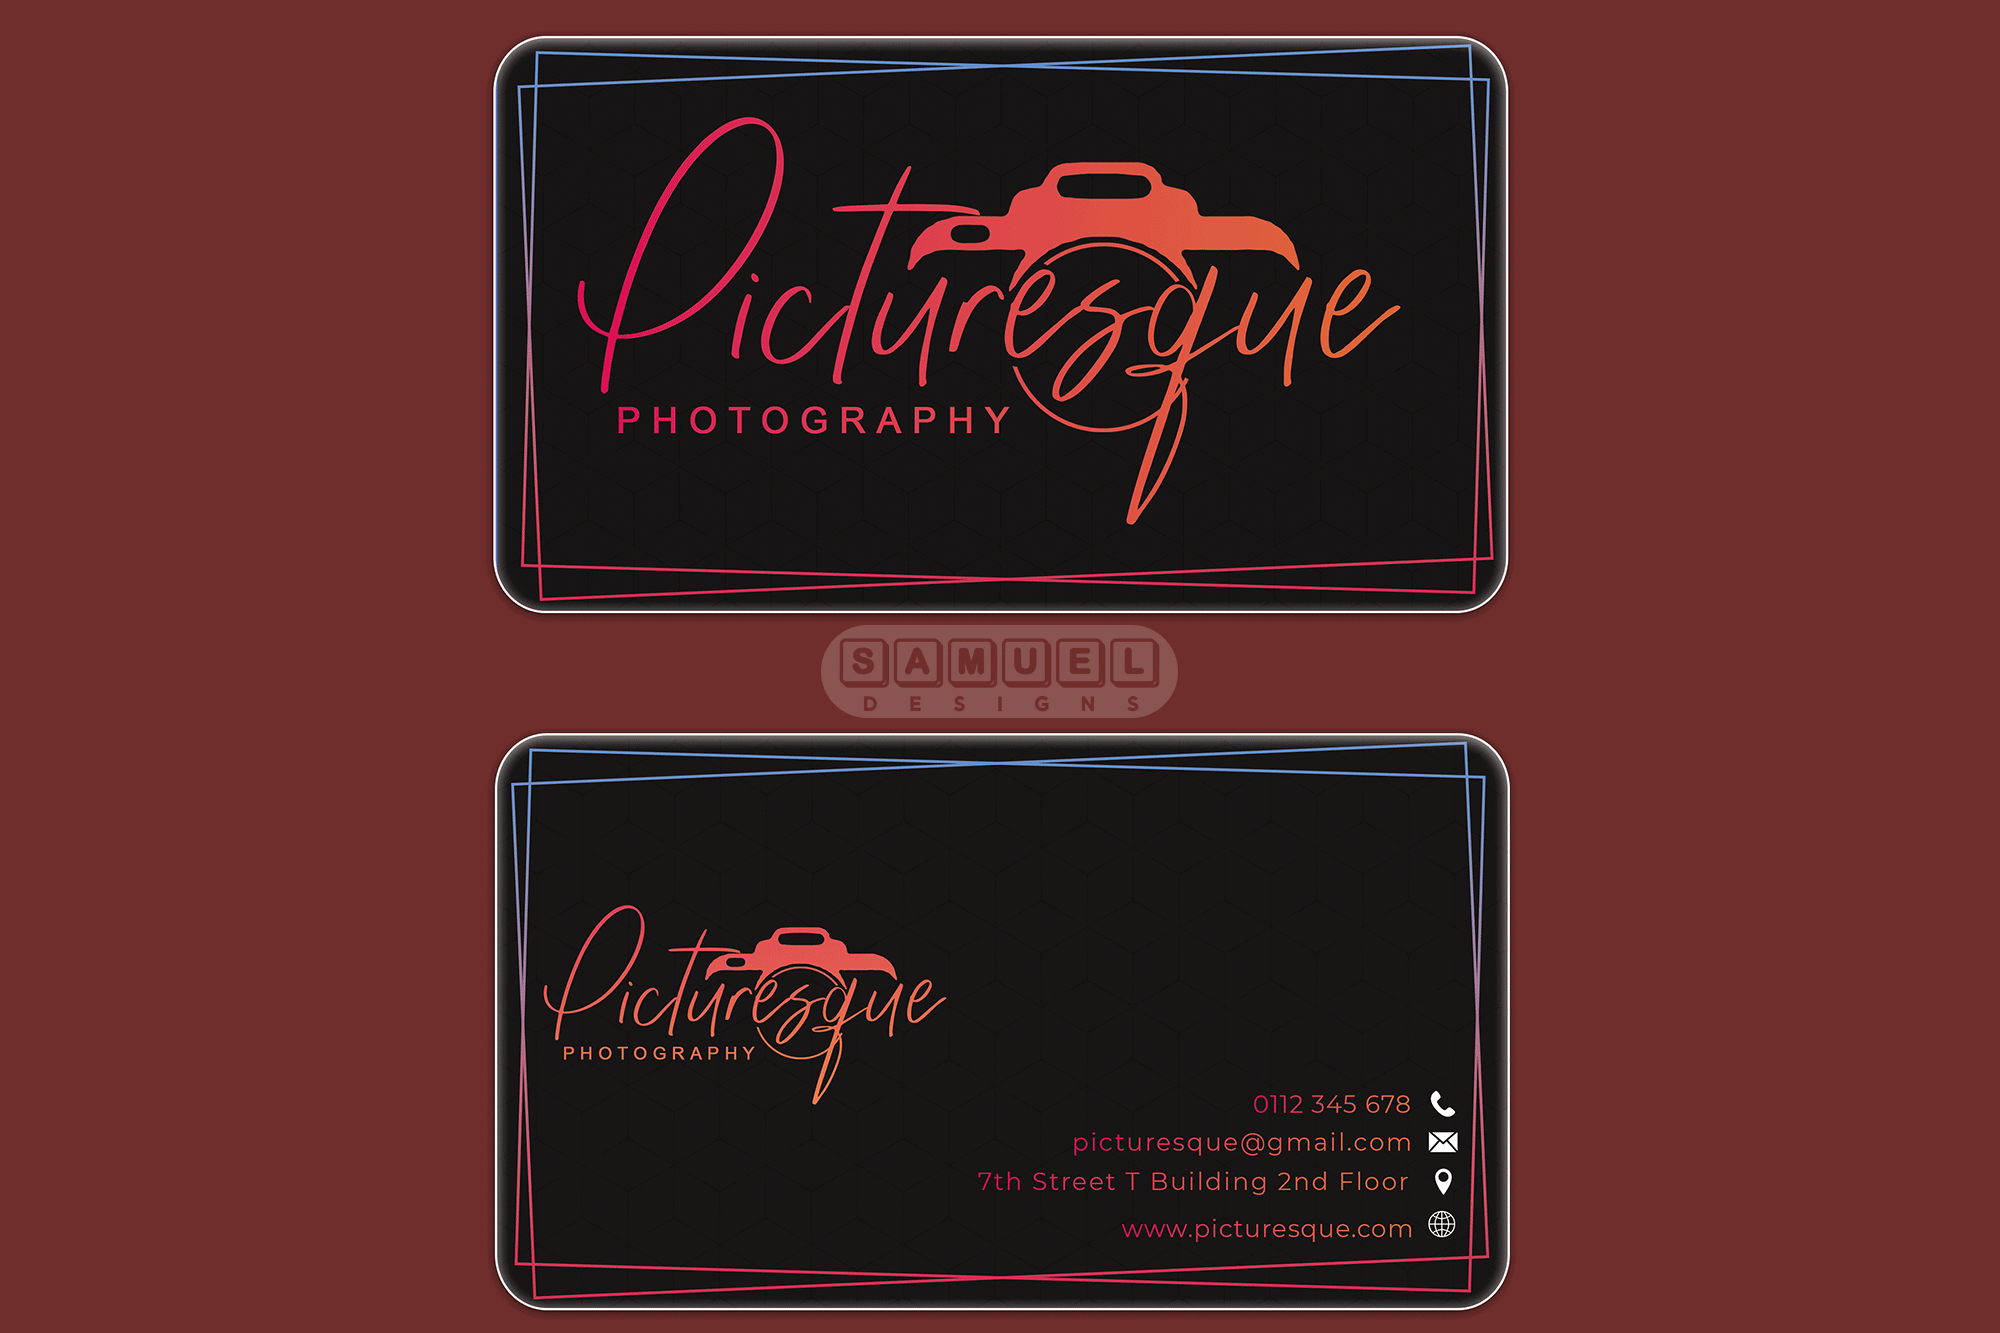 Picturesque
PHOTOGRAPHY
SAMUEL
DESIGNS
Picturesque
PHOTOGRAPHY
0112 345 678
picturesque@gmail.com
7th Street T Building 2nd Floor
www.picturesque.com